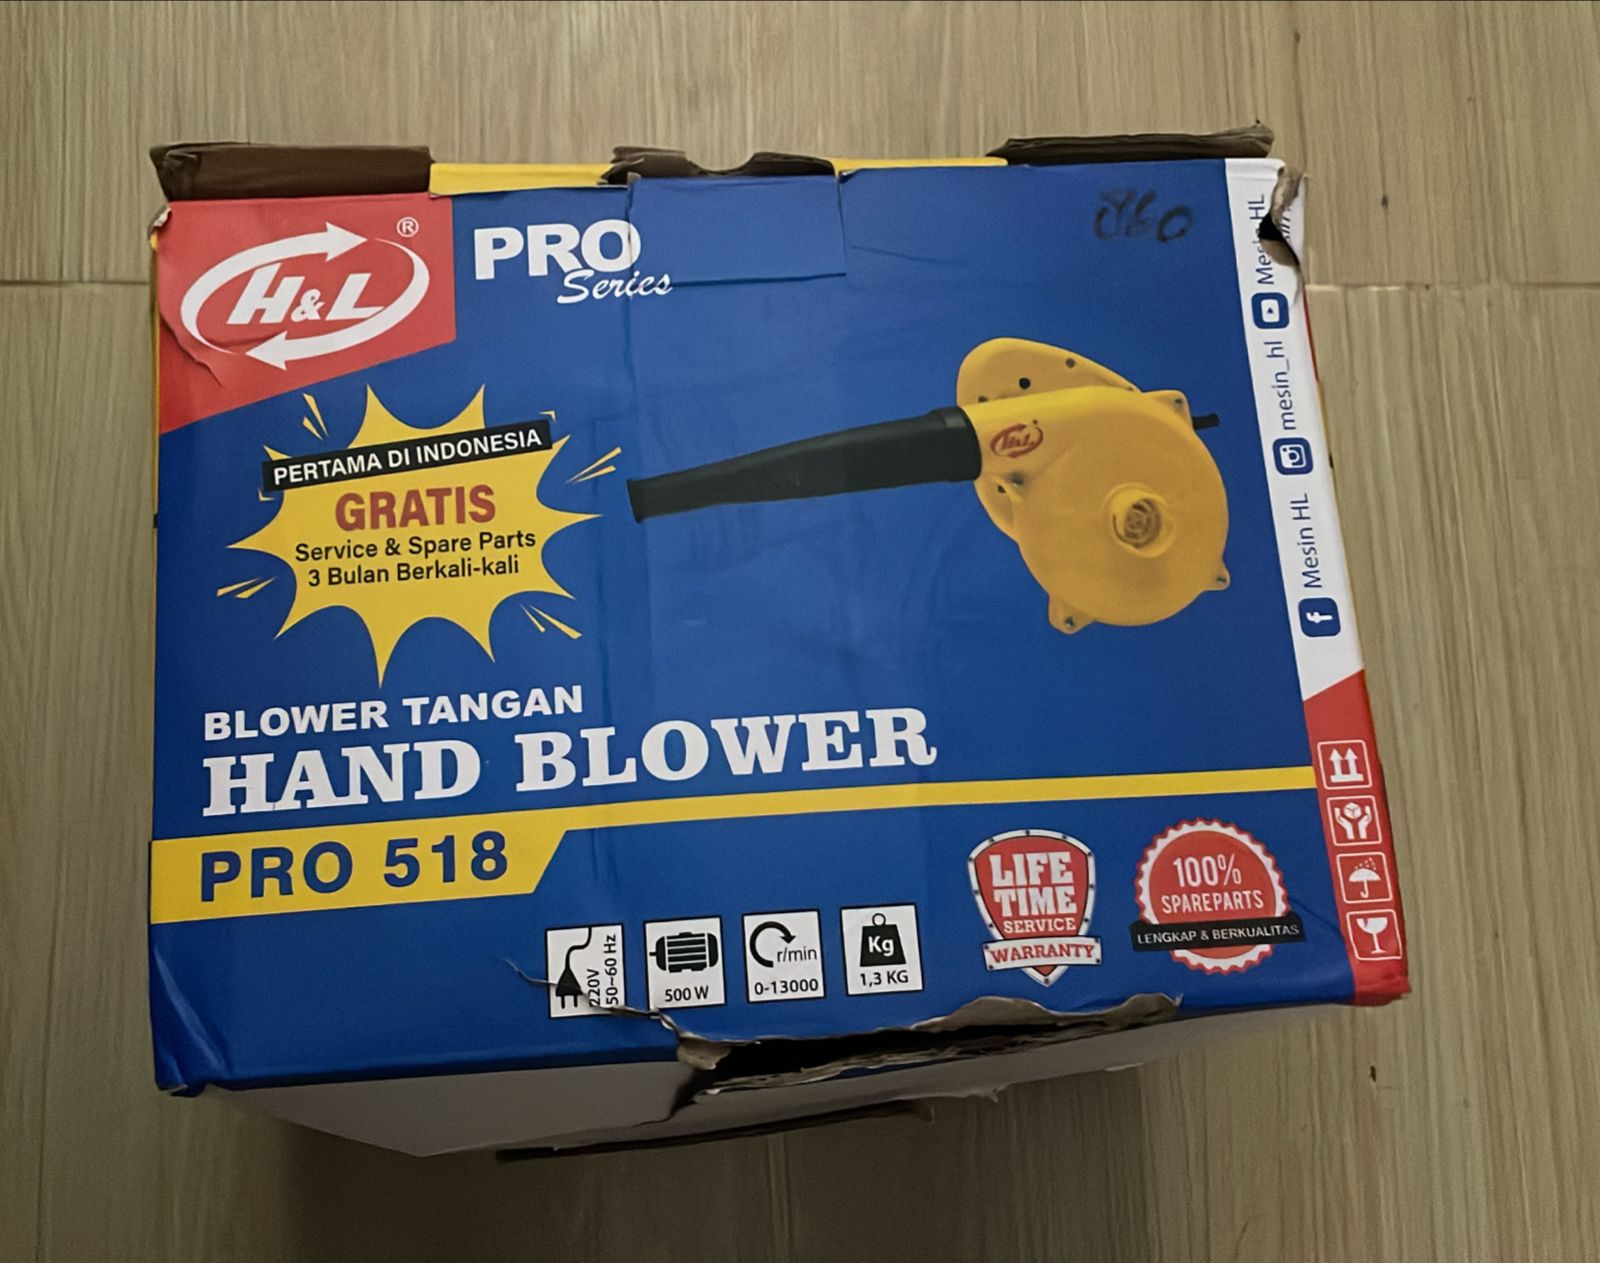 H&L ®
PRO
Series
860
PERTAMA DI INDONESIA
GRATIS
Service & Spare Parts
3 Bulan Berkali-kali
H&L
BLOWER TANGAN
HAND BLOWER
PRO 518
220V
50~60 Hz
500 W
r/min
0-13000
Kg
1,3 KG
LIFE
TIME
SERVICE
WARRANTY
100%
SPAREPARTS
LENGKAP & BERKUALITAS
Mesin HL
mesin_hl
HL